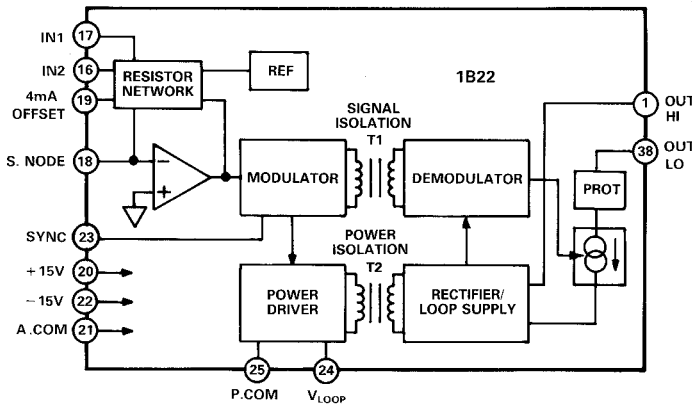 IN1
17
IN2
16
4mA
OFFSET
19
RESISTOR
NETWORK
REF
1B22
SIGNAL
ISOLATION
T1
1
OUT
HI
38
OUT
LO
S. NODE
18
−
+
MODULATOR
DEMODULATOR
PROT
SYNC
23
POWER
ISOLATION
T2
+15V
20
−15V
22
A.COM
21
POWER
DRIVER
RECTIFIER/
LOOP SUPPLY
25
24
P.COM
VLOOP